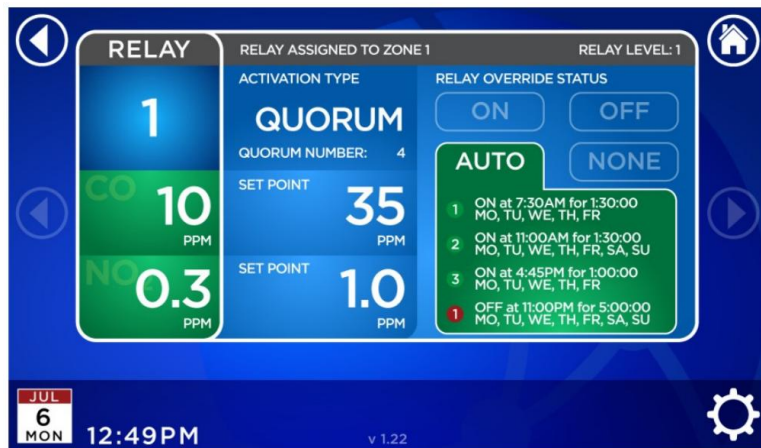 RELAY
RELAY ASSIGNED TO ZONE 1
RELAY LEVEL: 1
1
ACTIVATION TYPE
QUORUM
QUORUM NUMBER: 4
RELAY OVERRIDE STATUS
ON
OFF
AUTO
NONE
CO
10
PPM
SET POINT
35
PPM
NO2
0.3
PPM
SET POINT
1.0
PPM
1 ON at 7:30AM for 1:30:00
MO, TU, WE, TH, FR
2 ON at 11:00AM for 1:30:00
MO, TU, WE, TH, FR, SA, SU
3 ON at 4:45PM for 1:00:00
MO, TU, WE, TH, FR
1 OFF at 11:00PM for 5:00:00
MO, TU, WE, TH, FR, SA, SU
JUL
6
MON
12:49PM
v 1.22